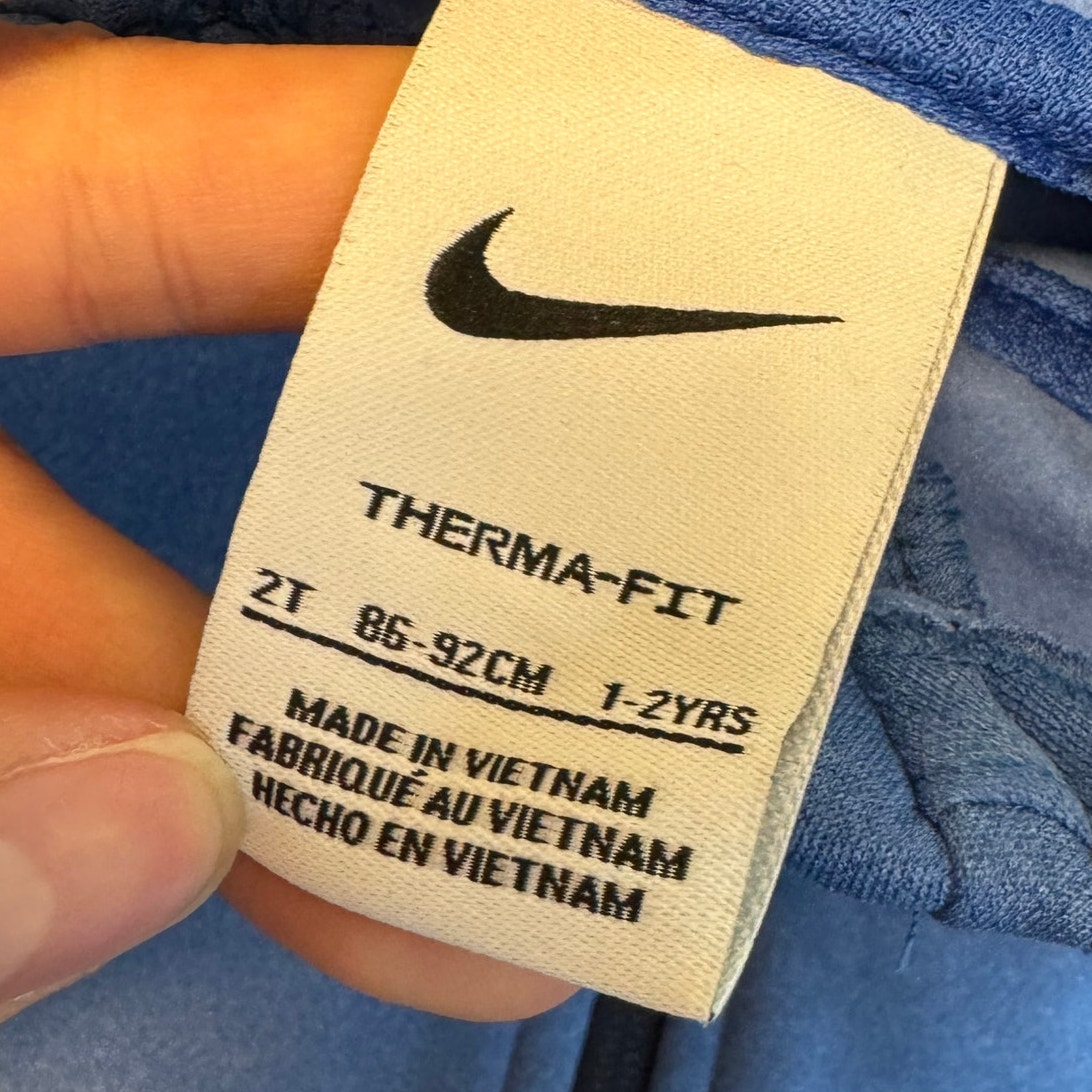 THERMA-FIT
2T 86-92CM 1-2YRS
MADE IN VIETNAM
FABRIQUÉ AU VIETNAM
HECHO EN VIETNAM